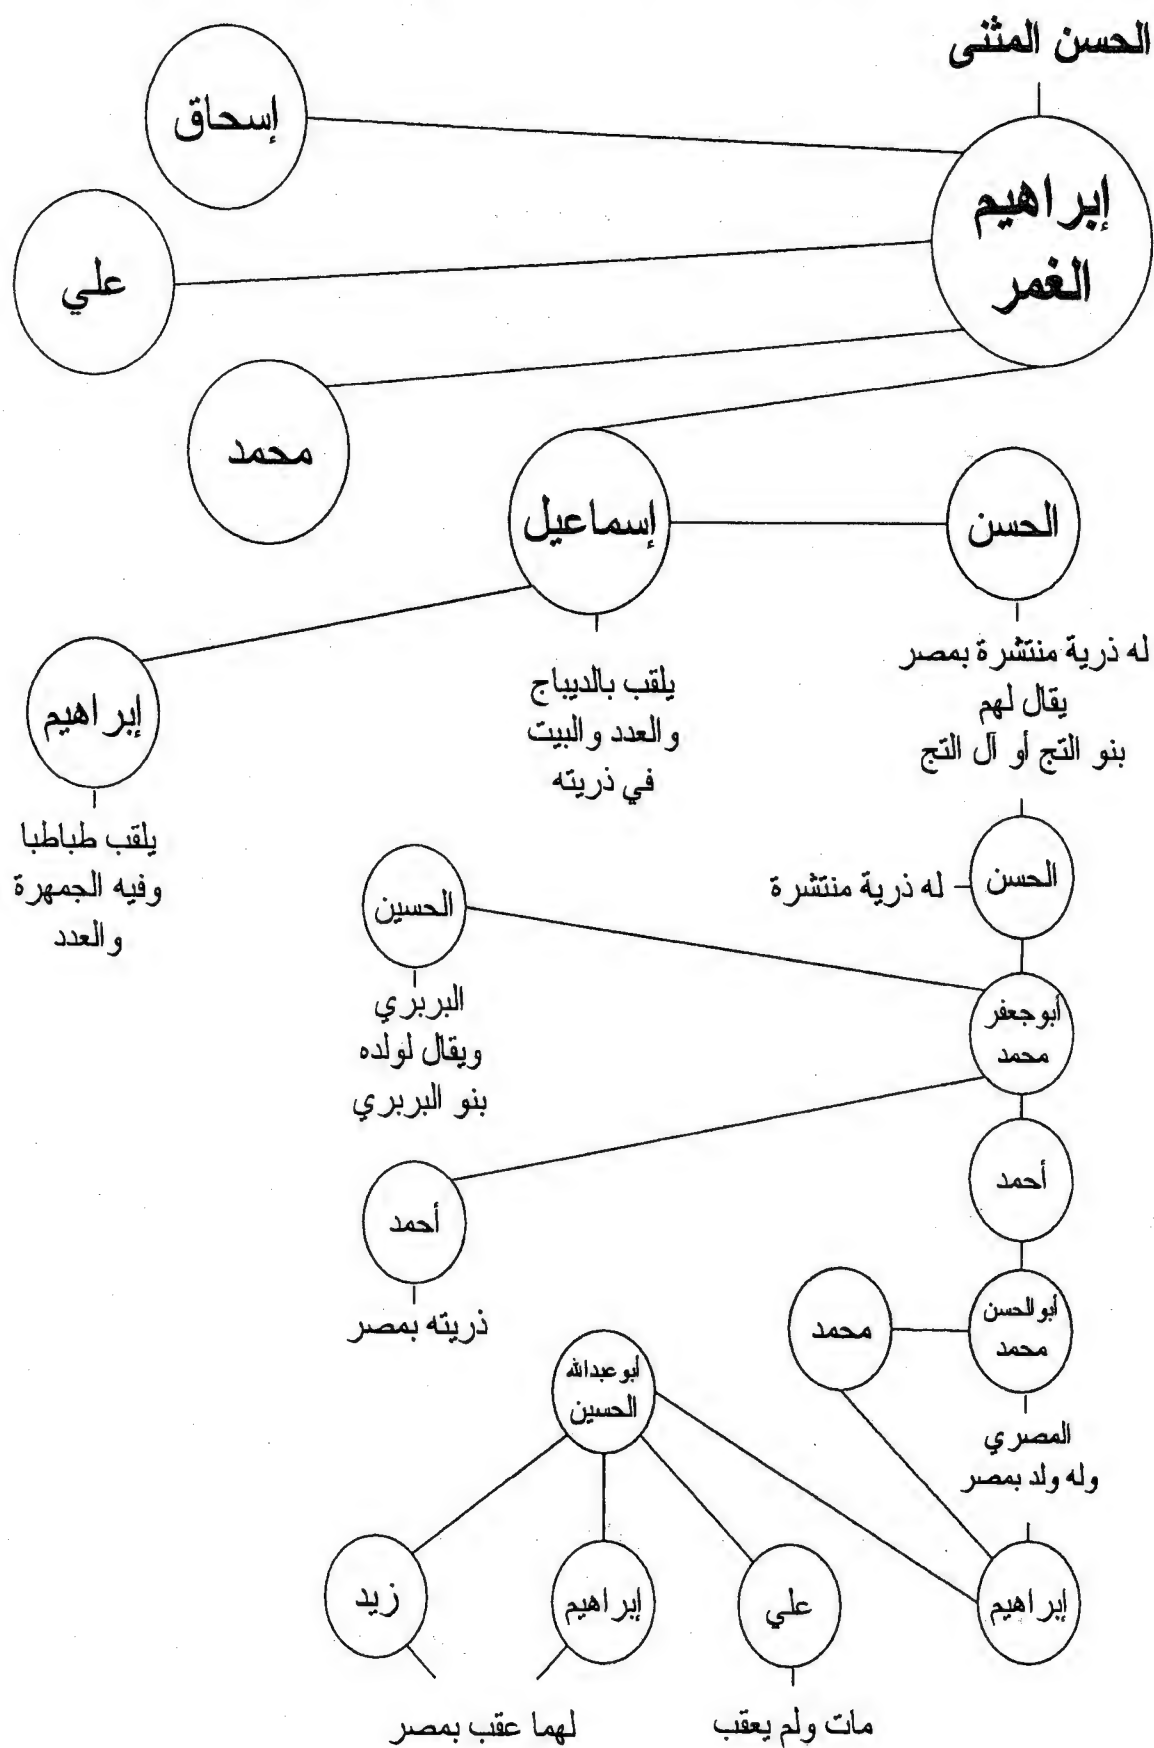 الحسن المثنى
إبراهيم
الغمر
إسحاق
علي
محمد
إسماعيل
يلقب بالديباج
والعدد والبيت
في ذريته
الحسن
له ذرية منتشرة بمصر
يقال لهم
بنو التج أو آل التج
إبراهيم
يلقب طباطبا
وفيه الجمهرة
والعدد
الحسن
له ذرية منتشرة
أبو جعفر
محمد
الحسين
البربري
ويقال لولده
بنو البربري
أحمد
أحمد
ذريته بمصر
أبو الحسن
محمد
المصري
وله ولد بمصر
محمد
إبراهيم
أبو عبدالله
الحسين
علي
مات ولم يعقب
إبراهيم
زيد
لهما عقب بمصر